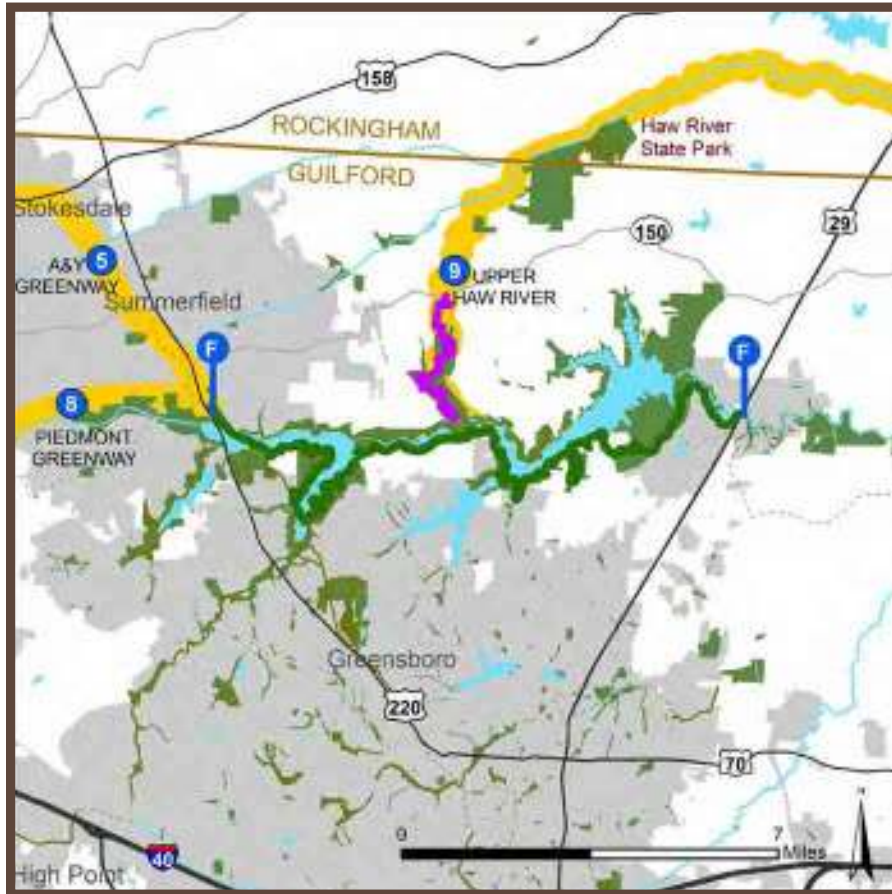 158
ROCKINGHAM
Haw River
State Park
GUILFORD
Stokesdale
29
150
5
A&Y
GREENWAY
9
UPPER
HAW RIVER
Summerfield
F
F
8
PIEDMONT
GREENWAY
Greensboro
220
70
0
7
Miles
40
High Point